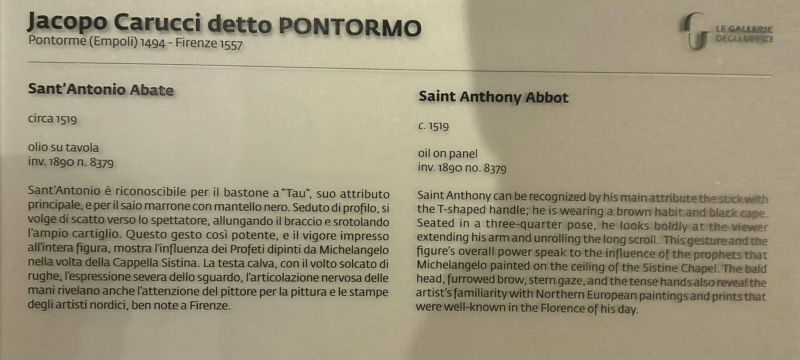 Jacopo Carucci detto PONTORMO
Pontorme (Empoli) 1494 - Firenze 1557
LE GALLERIE
DEGLI UFFIZI
Sant'Antonio Abate
circa 1519
olio su tavola
inv. 1890 n. 8379
Sant'Antonio è riconoscibile per il bastone a "Tau", suo attributo
principale, e per il saio marrone con mantello nero. Seduto di profilo, si
volge di scatto verso lo spettatore, allungando il braccio e srotolando
l'ampio cartiglio. Questo gesto così potente, e il vigore impresso
all'intera figura, mostra l'influenza dei Profeti dipinti da Michelangelo
nella volta della Cappella Sistina. La testa calva, con il volto solcato di
rughe, l'espressione severa dello sguardo, l'articolazione nervosa delle
mani rivelano anche l'attenzione del pittore per la pittura e le stampe
degli artisti nordici, ben note a Firenze.
Saint Anthony Abbot
c. 1519
oil on panel
inv. 1890 no. 8379
Saint Anthony can be recognized by his main attribute the stick with
the T-shaped handle; he is wearing a brown habit and black cape.
Seated in a three-quarter pose, he looks boldly at the viewer
extending his arm and unrolling the long scroll. This gesture and the
figure's overall power speak to the influence of the prophets that
Michelangelo painted on the ceiling of the Sistine Chapel. The bald
head, furrowed brow, stern gaze, and the tense hands also reveal the
artist's familiarity with Northern European paintings and prints that
were well-known in the Florence of his day.